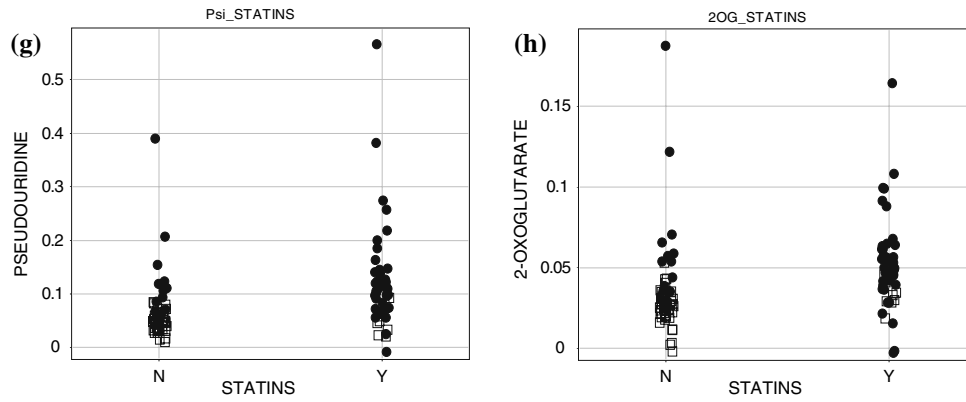 (g)
Psi_STATINS
PSEUDOURIDINE
0.5
0.4
0.3
0.2
0.1
0
N
Y
STATINS
(h)
2OG_STATINS
2-OXOGLUTARATE
0.15
0.1
0.05
0
N
Y
STATINS